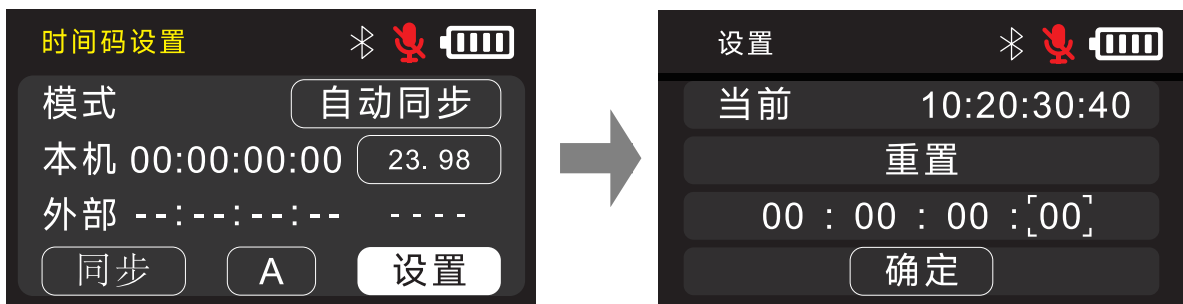 时间码设置
模式 自动同步
本机 00:00:00:00 23. 98
外部 --:--:--:-- ----
同步 A 设置
设置
当前 10:20:30:40
重置
00 : 00 : 00 : 00
确定